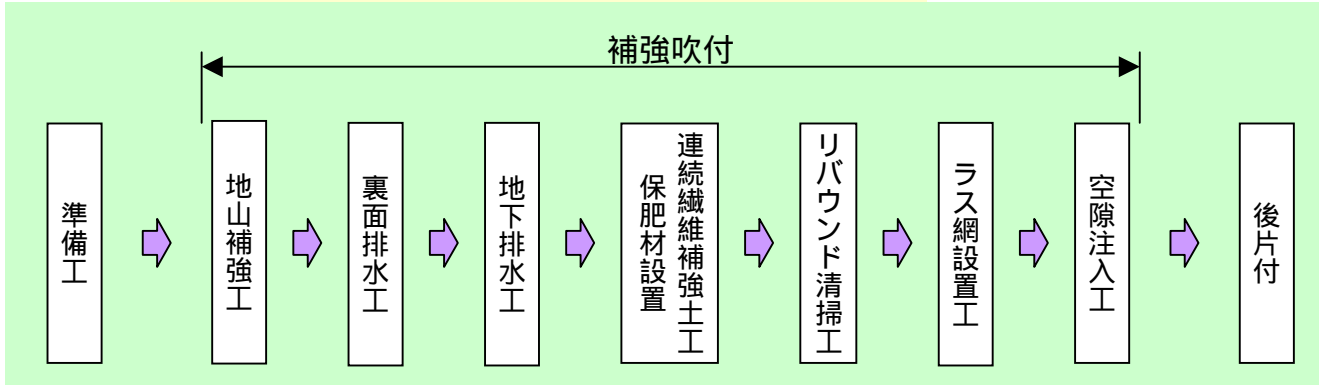 補強吹付
準備工
地山補強工
裏面排水工
地下排水工
連続繊維補強土工
保肥材設置
リバウンド清掃工
ラス網設置工
空隙注入工
後片付